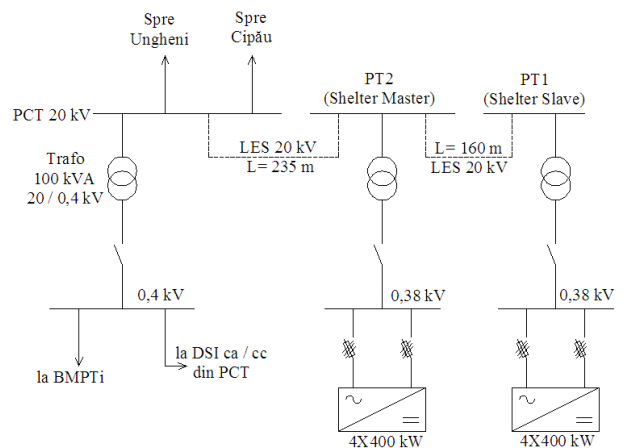 Spre
Ungheni
Spre
Cipău
PT2
(Shelter Master)
PT1
(Shelter Slave)
PCT 20 kV
LES 20 kV
L= 235 m
L= 160 m
LES 20 kV
Trafo
100 kVA
20 / 0,4 kV
0,4 kV
0,38 kV
0,38 kV
la BMPTi
la DSI ca / cc
din PCT
4X400 kW
4X400 kW